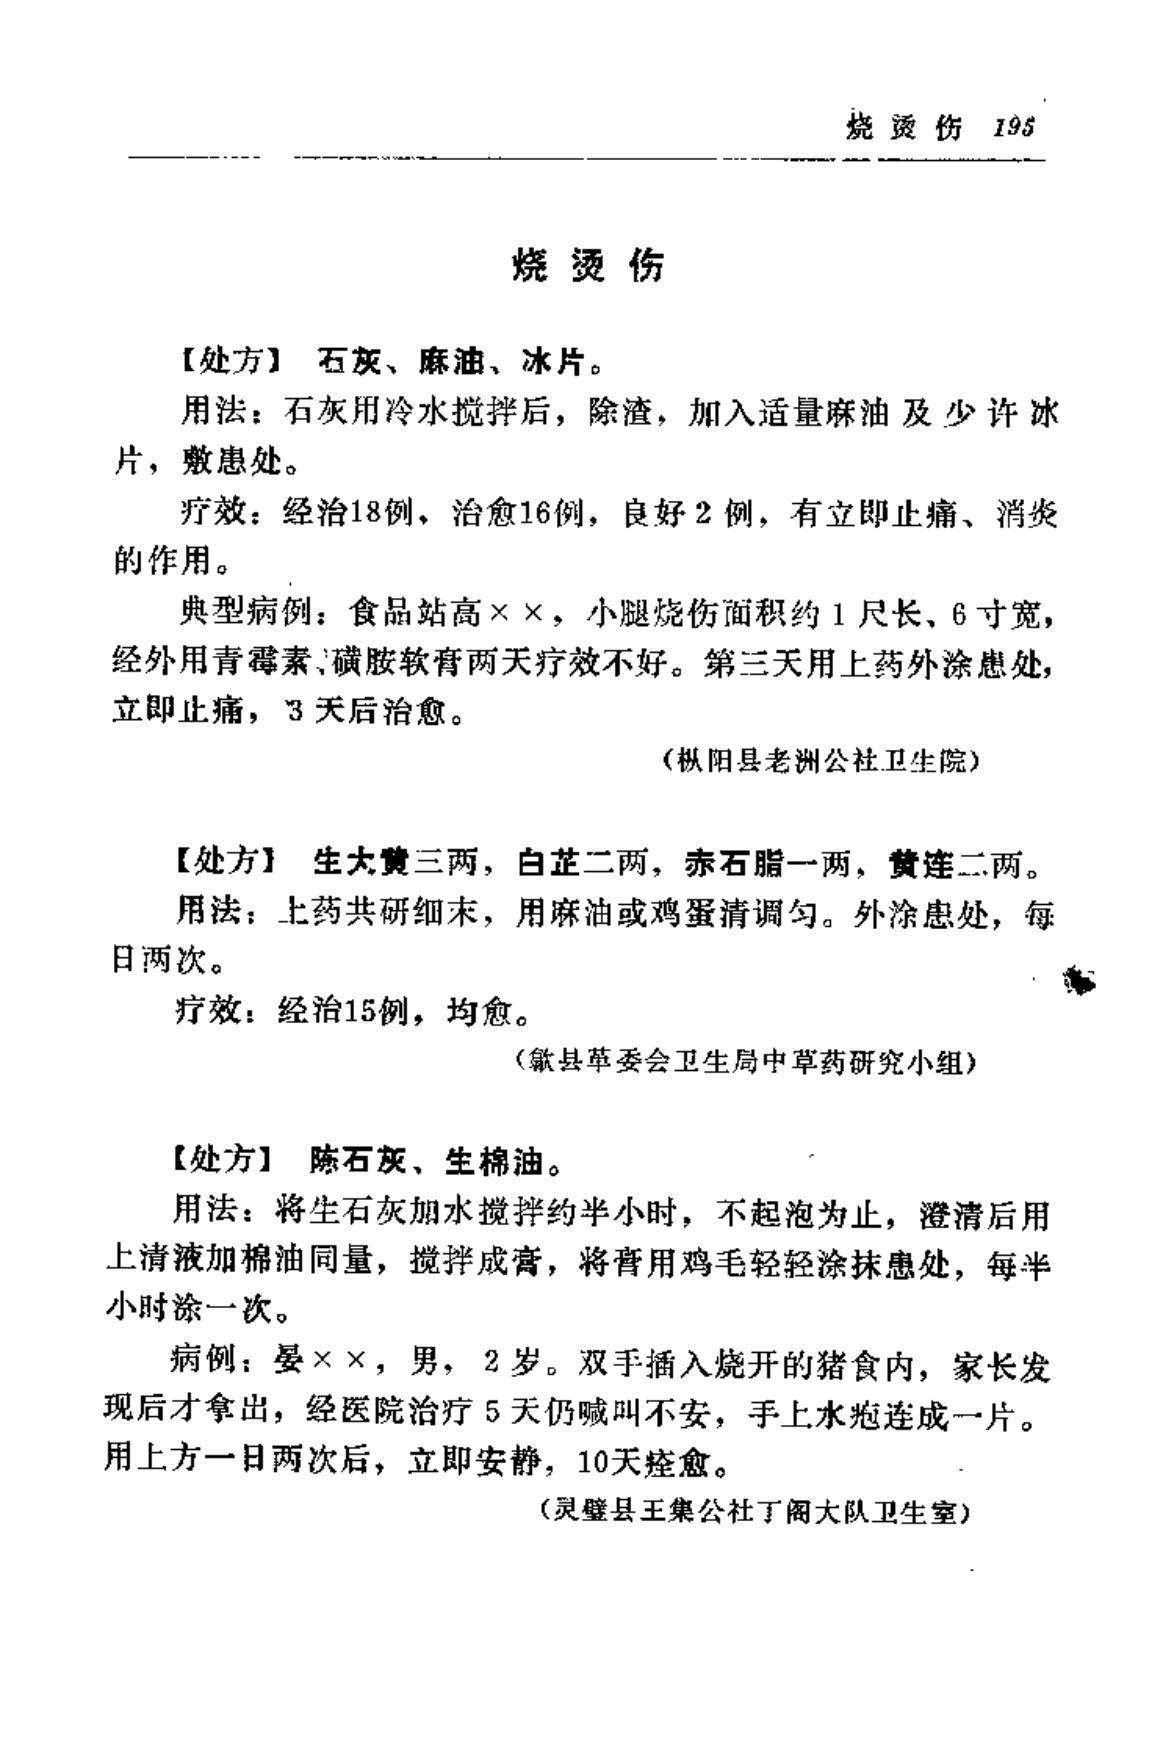 烧烫伤 195
烧烫伤
【处方】 石灰、麻油、冰片。
用法：石灰用冷水搅拌后，除渣，加入适量麻油及少许冰
片，敷患处。
疗效：经治18例、治愈16例，良好2例，有立即止痛、消炎
的作用。
典型病例：食品站高××，小腿烧伤面积约1尺长、6寸宽，
经外用青霉素、磺胺软膏两天疗效不好。第三天用上药外涂患处，
立即止痛，3天后治愈。
（枞阳县老洲公社卫生院）
【处方】 生大黄三两，白芷二两，赤石脂一两，黄连二两。
用法：上药共研细末，用麻油或鸡蛋清调匀。外涂患处，每
日两次。
疗效：经治15例，均愈。
（歙县革委会卫生局中草药研究小组）
【处方】 陈石灰、生棉油。
用法：将生石灰加水搅拌约半小时，不起泡为止，澄清后用
上清液加棉油同量，搅拌成膏，将膏用鸡毛轻轻涂抹患处，每半
小时涂一次。
病例：晏××，男，2岁。双手插入烧开的猪食内，家长发
现后才拿出，经医院治疗5天仍喊叫不安，手上水疱连成一片。
用上方一日两次后，立即安静，10天痊愈。
（灵璧县王集公社丁阁大队卫生室）